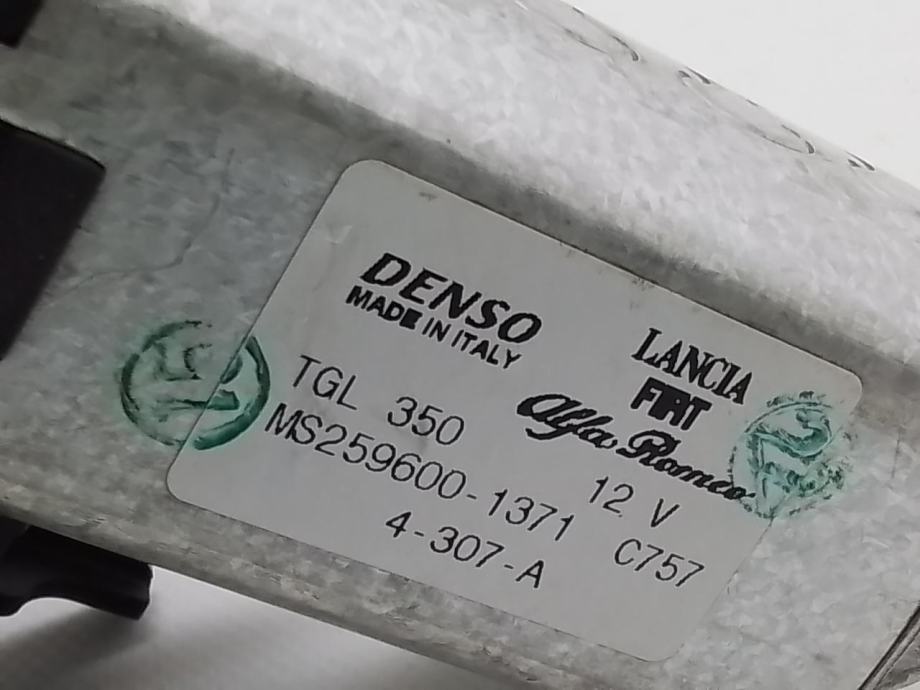 DENSO
MADE IN ITALY
LANCIA
FIAT
Alfa Romeo
TGL 350
12 V
MS259600-1371
C757
4-307-A